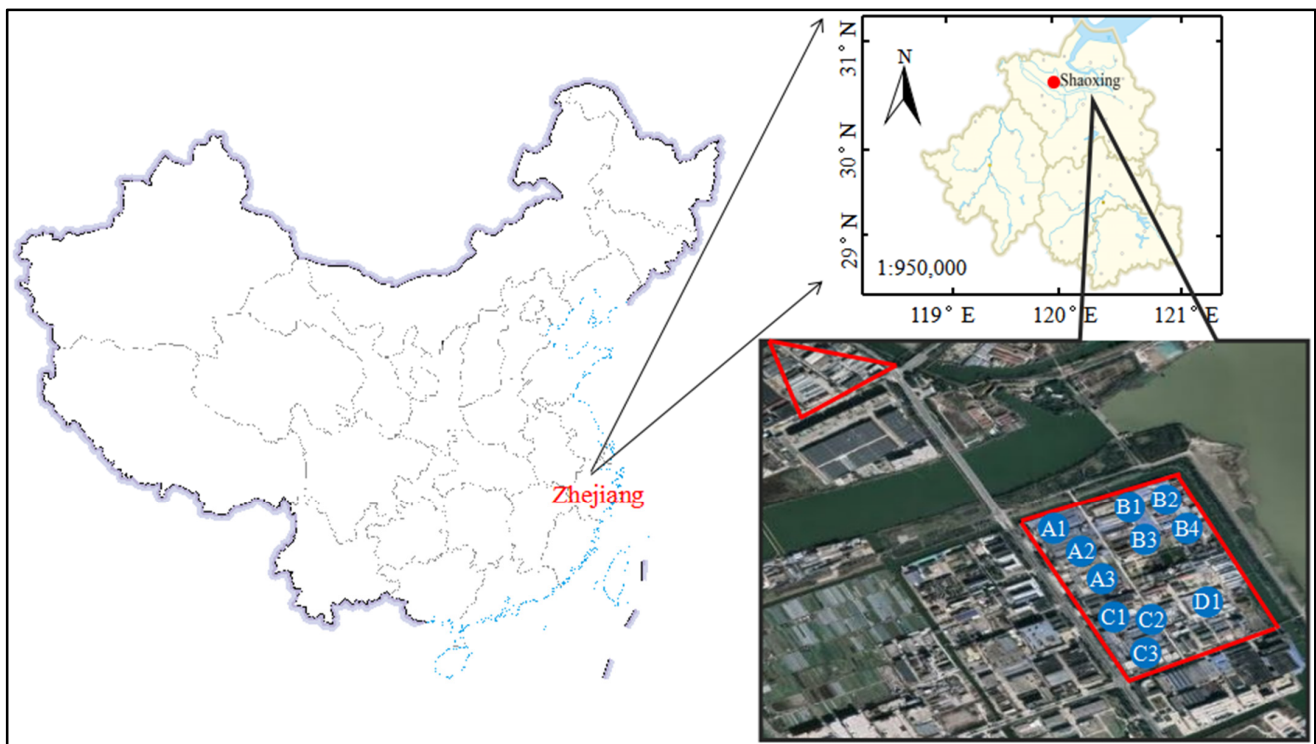 Zhejiang
31° N
30° N
29° N
N
Shaoxing
1:950,000
119° E 120° E 121° E
B1 B2
A1 B3 B4
A2
A3
D1
C1 C2
C3